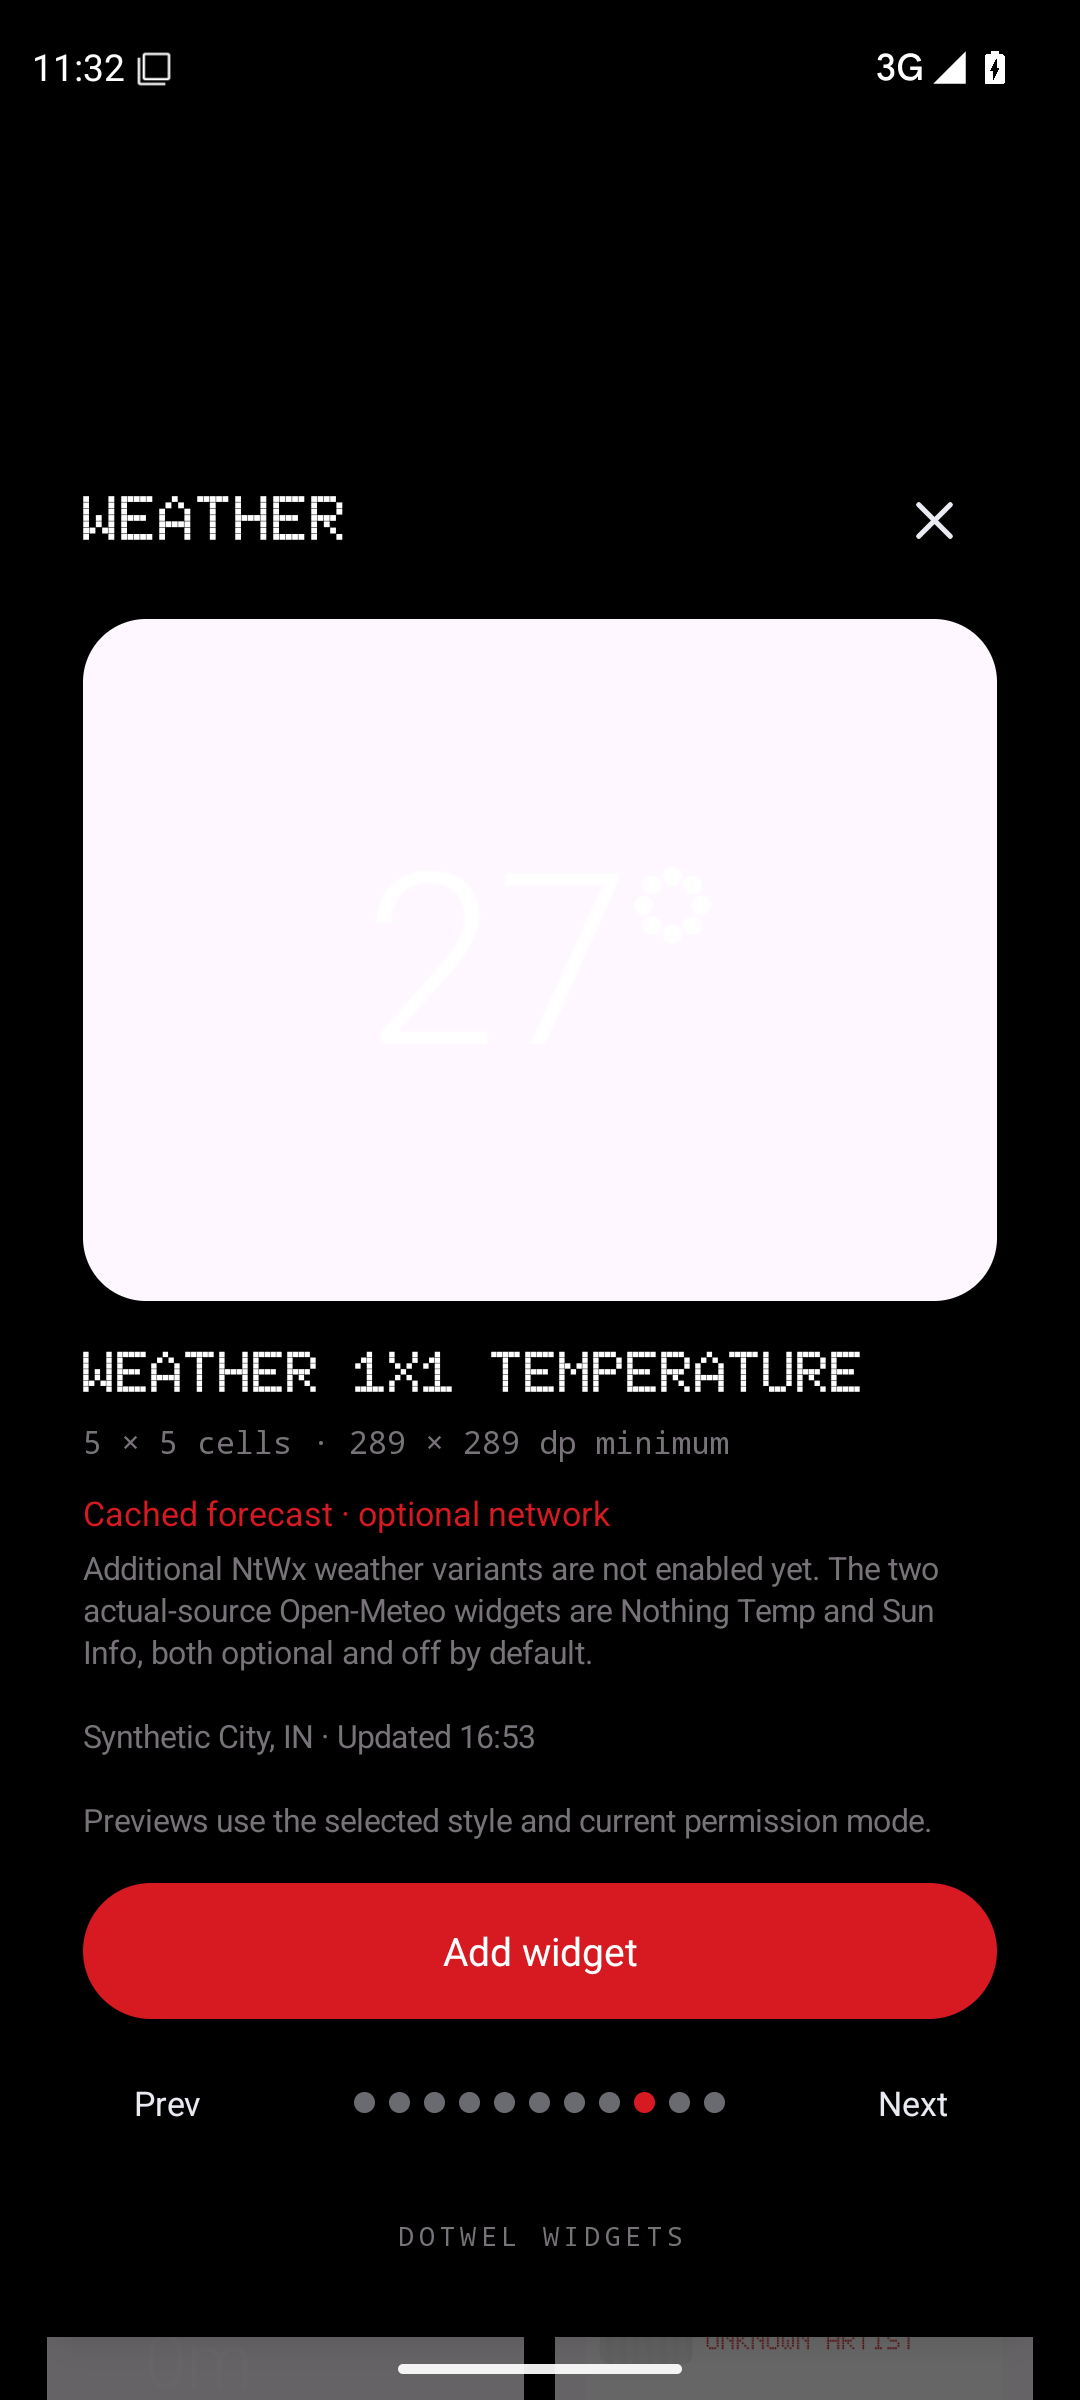 11:32
3G
WEATHER
27°
WEATHER 1X1 TEMPERATURE
5 × 5 cells · 289 × 289 dp minimum
Cached forecast · optional network
Additional NtWx weather variants are not enabled yet. The two
actual-source Open-Meteo widgets are Nothing Temp and Sun
Info, both optional and off by default.
Synthetic City, IN · Updated 16:53
Previews use the selected style and current permission mode.
Add widget
Prev
Next
DOTWEL WIDGETS
0m
UNKNOWN ARTIST